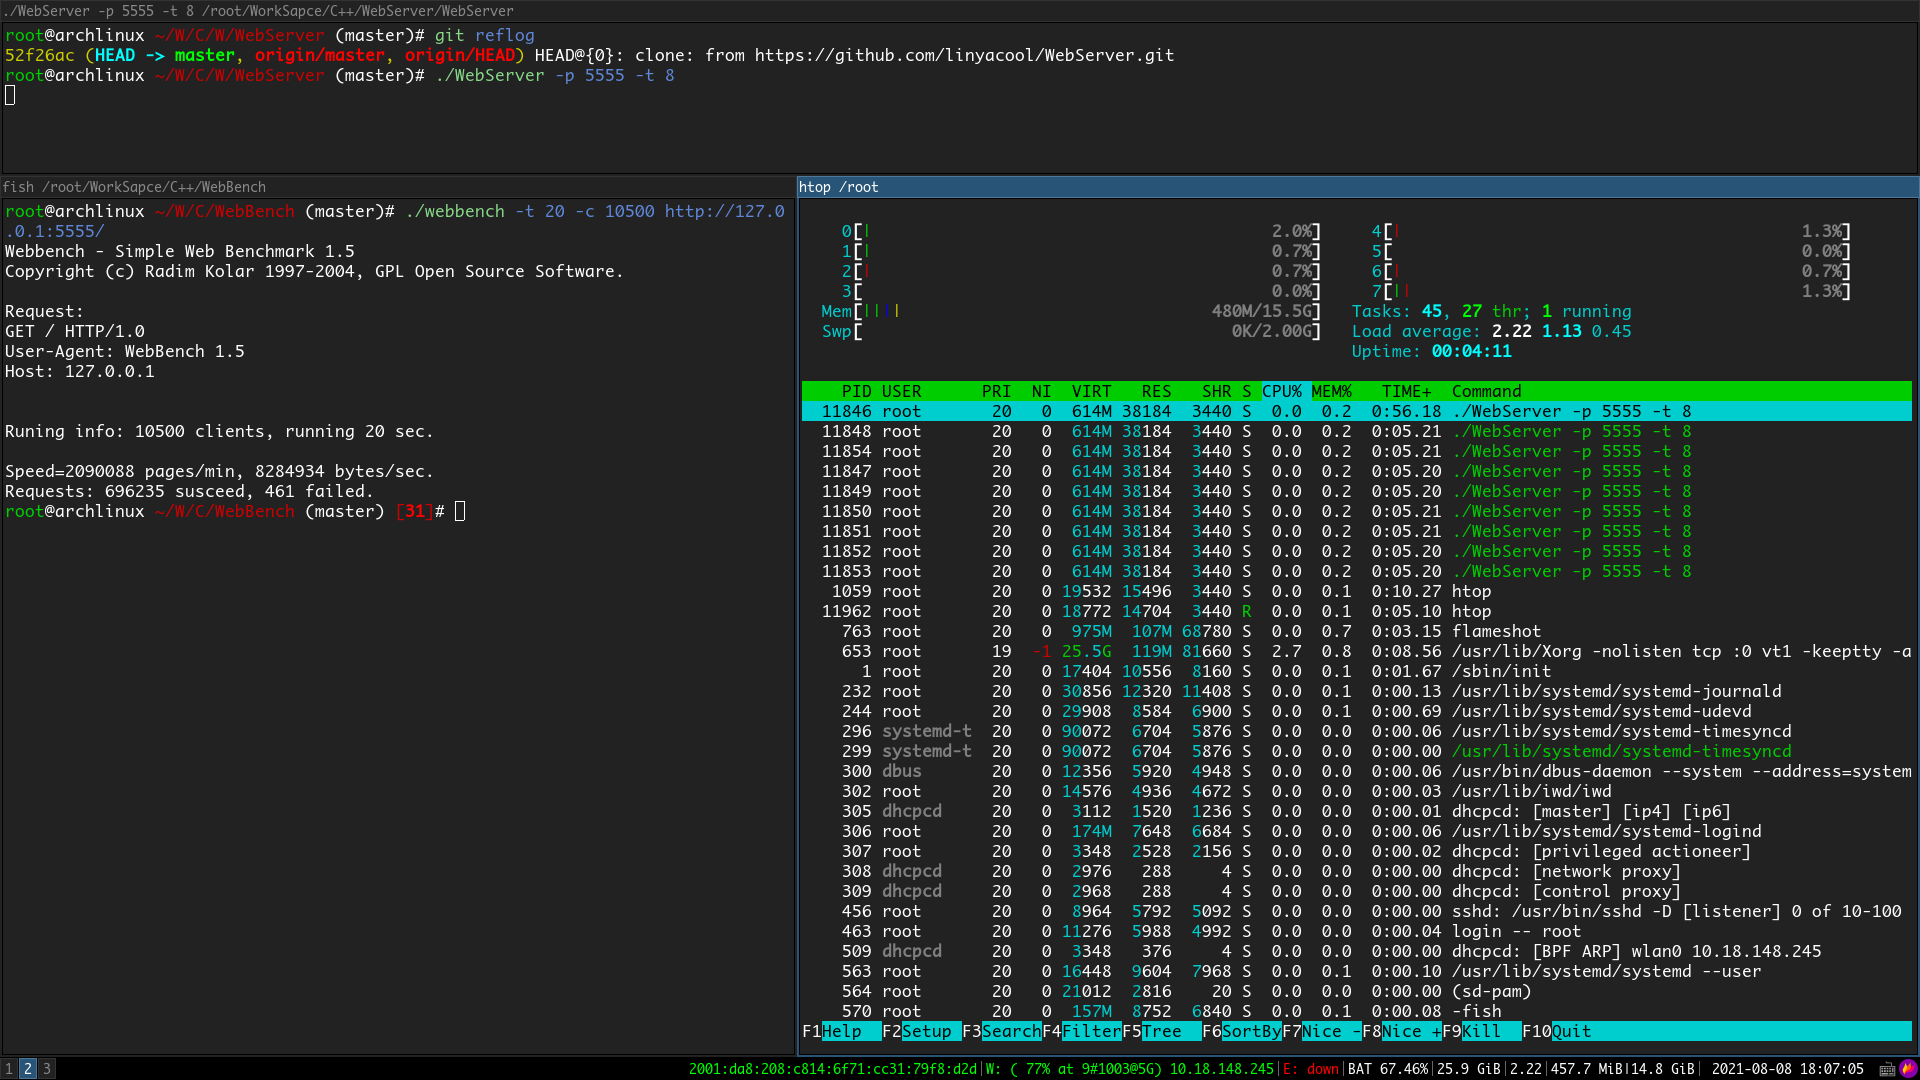 ./WebServer -p 5555 -t 8 /root/WorkSapce/C++/WebServer/WebServer
root@archlinux ~/W/C/W/WebServer (master)# git reflog
52f26ac (HEAD -> master, origin/master, origin/HEAD) HEAD@{0}: clone: from https://github.com/linyacool/WebServer.git
root@archlinux ~/W/C/W/WebServer (master)# ./WebServer -p 5555 -t 8
fish /root/WorkSapce/C++/WebBench
root@archlinux ~/W/C/WebBench (master)# ./webbench -t 20 -c 10500 http://127.0
.0.1:5555/
Webbench - Simple Web Benchmark 1.5
Copyright (c) Radim Kolar 1997-2004, GPL Open Source Software.
Request:
GET / HTTP/1.0
User-Agent: WebBench 1.5
Host: 127.0.0.1
Runing info: 10500 clients, running 20 sec.
Speed=2090088 pages/min, 8284934 bytes/sec.
Requests: 696235 susceed, 461 failed.
root@archlinux ~/W/C/WebBench (master) [31]#
htop /root
0[| 2.0%] 4[| 1.3%]
1[| 0.7%] 5[ 0.0%]
2[| 0.7%] 6[| 0.7%]
3[ 0.0%] 7[|| 1.3%]
Mem[|||| 480M/15.5G] Tasks: 45, 27 thr; 1 running
Swp[ 0K/2.00G] Load average: 2.22 1.13 0.45
Uptime: 00:04:11
PID USER PRI NI VIRT RES SHR S CPU% MEM% TIME+ Command
11846 root 20 0 614M 38184 3440 S 0.0 0.2 0:56.18 ./WebServer -p 5555 -t 8
11848 root 20 0 614M 38184 3440 S 0.0 0.2 0:05.21 ./WebServer -p 5555 -t 8
11854 root 20 0 614M 38184 3440 S 0.0 0.2 0:05.21 ./WebServer -p 5555 -t 8
11847 root 20 0 614M 38184 3440 S 0.0 0.2 0:05.20 ./WebServer -p 5555 -t 8
11849 root 20 0 614M 38184 3440 S 0.0 0.2 0:05.20 ./WebServer -p 5555 -t 8
11850 root 20 0 614M 38184 3440 S 0.0 0.2 0:05.21 ./WebServer -p 5555 -t 8
11851 root 20 0 614M 38184 3440 S 0.0 0.2 0:05.21 ./WebServer -p 5555 -t 8
11852 root 20 0 614M 38184 3440 S 0.0 0.2 0:05.20 ./WebServer -p 5555 -t 8
11853 root 20 0 614M 38184 3440 S 0.0 0.2 0:05.20 ./WebServer -p 5555 -t 8
1059 root 20 0 19532 15496 3440 S 0.0 0.1 0:10.27 htop
11962 root 20 0 18772 14704 3440 R 0.0 0.1 0:05.10 htop
763 root 20 0 975M 107M 68780 S 0.0 0.7 0:03.15 flameshot
653 root 19 -1 25.5G 119M 81660 S 2.7 0.8 0:08.56 /usr/lib/Xorg -nolisten tcp :0 vt1 -keeptty -a
1 root 20 0 17404 10556 8160 S 0.0 0.1 0:01.67 /sbin/init
232 root 20 0 30856 12320 11408 S 0.0 0.1 0:00.13 /usr/lib/systemd/systemd-journald
244 root 20 0 29908 8584 6900 S 0.0 0.1 0:00.69 /usr/lib/systemd/systemd-udevd
296 systemd-t 20 0 90072 6704 5876 S 0.0 0.0 0:00.06 /usr/lib/systemd/systemd-timesyncd
299 systemd-t 20 0 90072 6704 5876 S 0.0 0.0 0:00.00 /usr/lib/systemd/systemd-timesyncd
300 dbus 20 0 12356 5920 4948 S 0.0 0.0 0:00.06 /usr/bin/dbus-daemon --system --address=system
302 root 20 0 14576 4936 4672 S 0.0 0.0 0:00.03 /usr/lib/iwd/iwd
305 dhcpcd 20 0 3112 1520 1236 S 0.0 0.0 0:00.01 dhcpcd: [master] [ip4] [ip6]
306 root 20 0 174M 7648 6684 S 0.0 0.0 0:00.06 /usr/lib/systemd/systemd-logind
307 root 20 0 3348 2528 2156 S 0.0 0.0 0:00.02 dhcpcd: [privileged actioneer]
308 dhcpcd 20 0 2976 288 4 S 0.0 0.0 0:00.00 dhcpcd: [network proxy]
309 dhcpcd 20 0 2968 288 4 S 0.0 0.0 0:00.00 dhcpcd: [control proxy]
456 root 20 0 8964 5792 5092 S 0.0 0.0 0:00.00 sshd: /usr/bin/sshd -D [listener] 0 of 10-100
463 root 20 0 11276 5988 4992 S 0.0 0.0 0:00.04 login -- root
509 dhcpcd 20 0 3348 376 4 S 0.0 0.0 0:00.00 dhcpcd: [BPF ARP] wlan0 10.18.148.245
563 root 20 0 16448 9604 7968 S 0.0 0.1 0:00.10 /usr/lib/systemd/systemd --user
564 root 20 0 21012 2816 20 S 0.0 0.0 0:00.00 (sd-pam)
570 root 20 0 157M 8752 6840 S 0.0 0.1 0:00.08 -fish
F1Help F2Setup F3SearchF4FilterF5Tree F6SortByF7Nice -F8Nice +F9Kill F10Quit
1 2 3 2001:da8:208:c814:6f71:cc31:79f8:d2d|W: ( 77% at 9#1003@5G) 10.18.148.245|E: down|BAT 67.46%|25.9 GiB|2.22|457.7 MiB|14.8 GiB| 2021-08-08 18:07:05